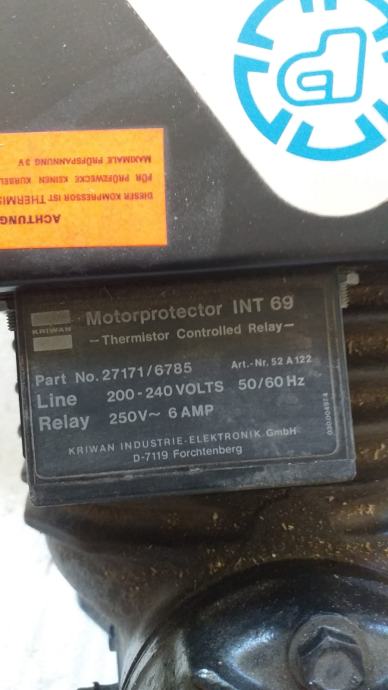 ACHTUNG
DIESER KOMPRESSOR IST THERMIS
FÜR PRÜFZWECKE KEINEN KURBEL
MAXIMALE PRÜFSPANNUNG 3V
KRIWAN
Motorprotector INT 69
-Thermistor Controlled Relay-
Part No. 27171/6785 Art.-Nr. 52 A 122
Line 200-240 VOLTS 50/60 Hz
Relay 250V~ 6 AMP
KRIWAN INDUSTRIE-ELEKTRONIK GmbH
D-7119 Forchtenberg